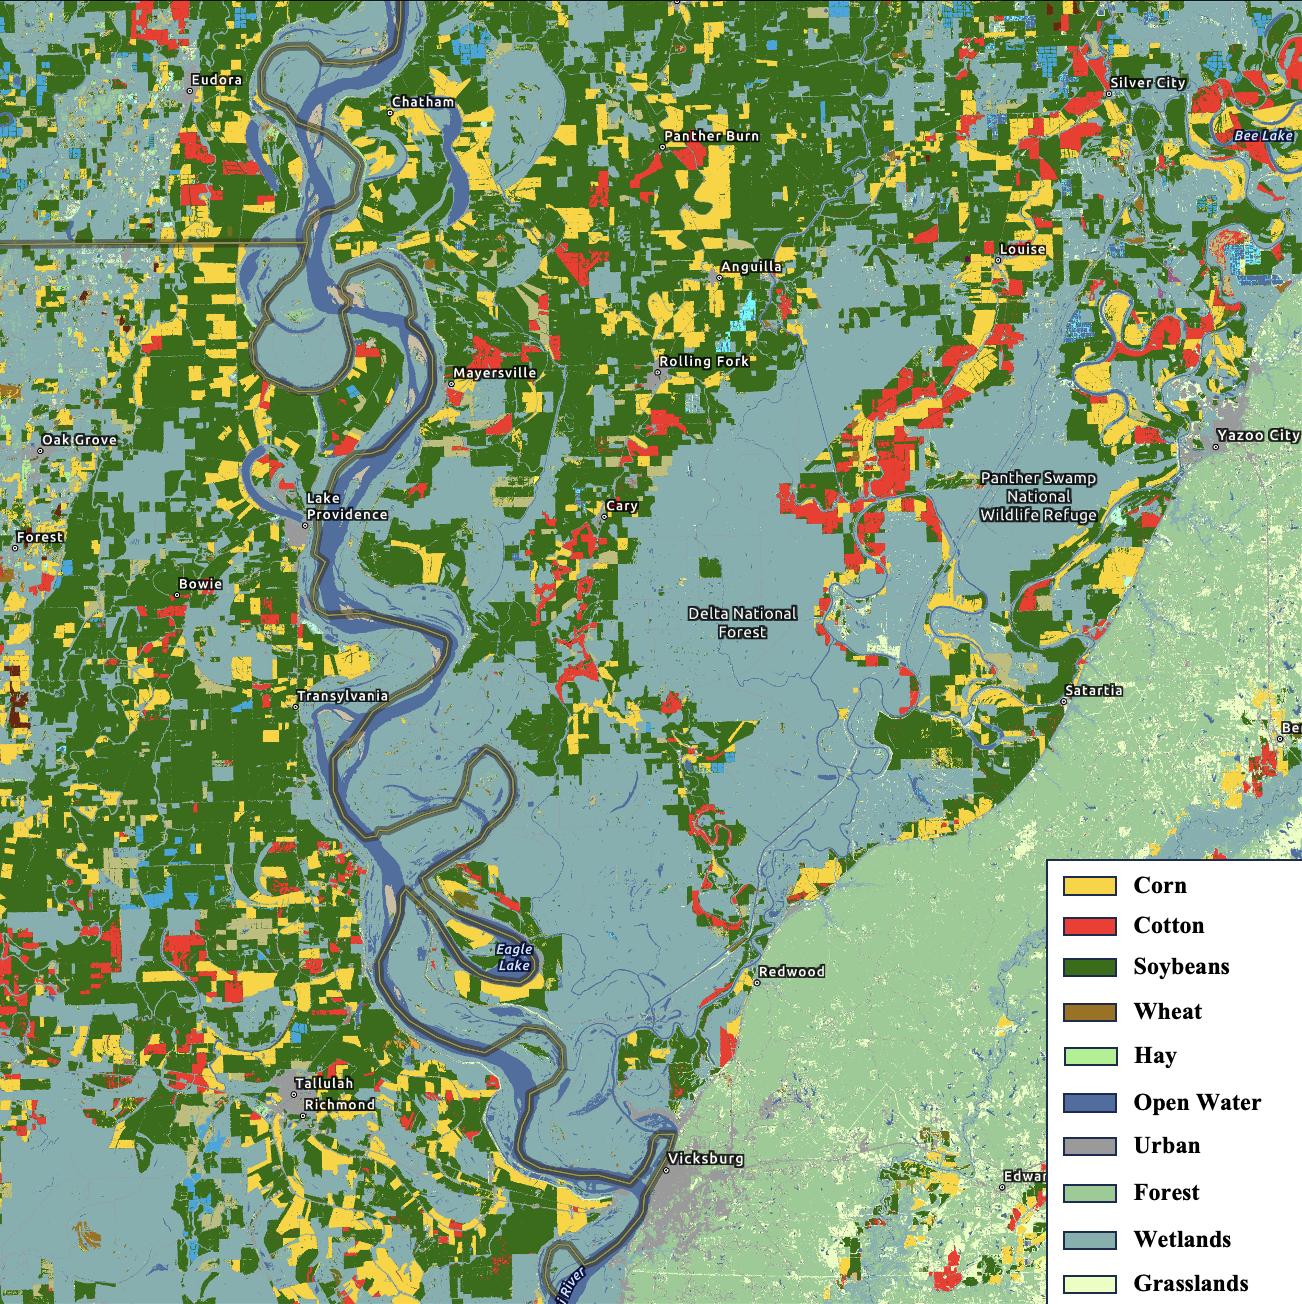 Eudora
Chatham
Silver City
Panther Burn
Bee Lake
Louise
Anguilla
Rolling Fork
Mayersville
Oak Grove
Yazoo City
Panther Swamp
National
Wildlife Refuge
Lake
Providence
Cary
Forest
Bowie
Delta National
Forest
Transylvania
Satartia
Be
Eagle
Lake
Redwood
Tallulah
Richmond
Vicksburg
Edwar
i River
Corn
Cotton
Soybeans
Wheat
Hay
Open Water
Urban
Forest
Wetlands
Grasslands